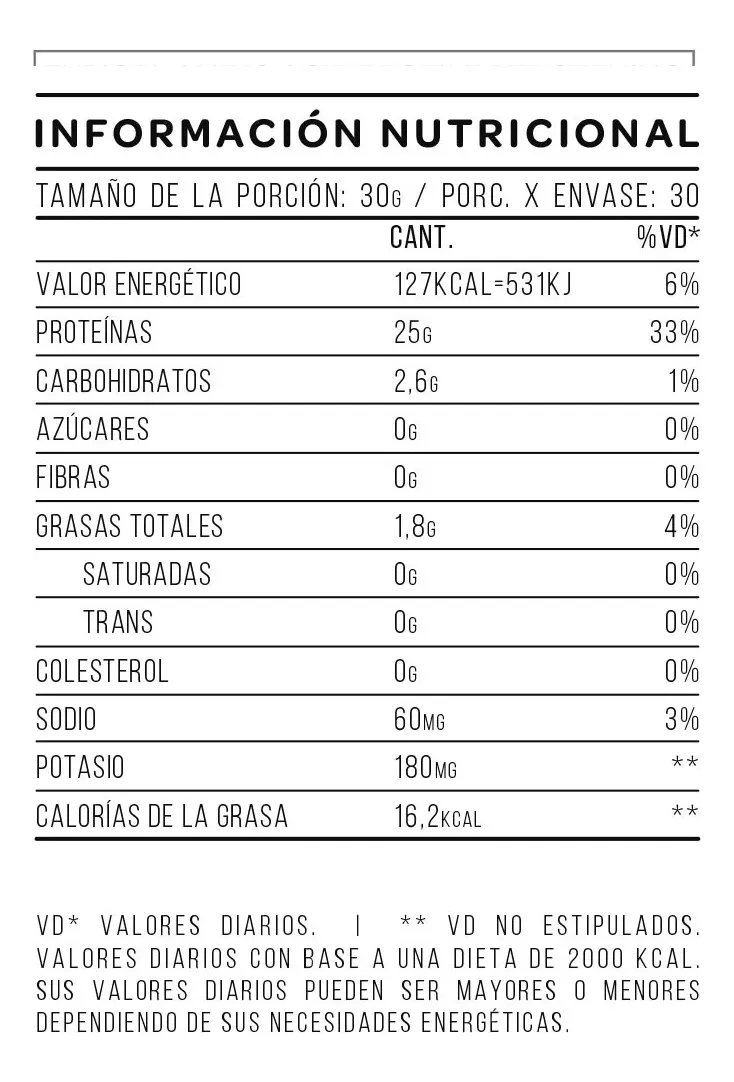 INFORMACIÓN NUTRICIONAL
TAMAÑO DE LA PORCIÓN: 30G / PORC. X ENVASE: 30
CANT. %VD*
VALOR ENERGÉTICO 127KCAL=531KJ 6%
PROTEÍNAS 25G 33%
CARBOHIDRATOS 2,6G 1%
AZÚCARES 0G 0%
FIBRAS 0G 0%
GRASAS TOTALES 1,8G 4%
SATURADAS 0G 0%
TRANS 0G 0%
COLESTEROL 0G 0%
SODIO 60MG 3%
POTASIO 180MG **
CALORÍAS DE LA GRASA 16,2KCAL **
VD* VALORES DIARIOS. | ** VD NO ESTIPULADOS.
VALORES DIARIOS CON BASE A UNA DIETA DE 2000 KCAL.
SUS VALORES DIARIOS PUEDEN SER MAYORES O MENORES
DEPENDIENDO DE SUS NECESIDADES ENERGÉTICAS.